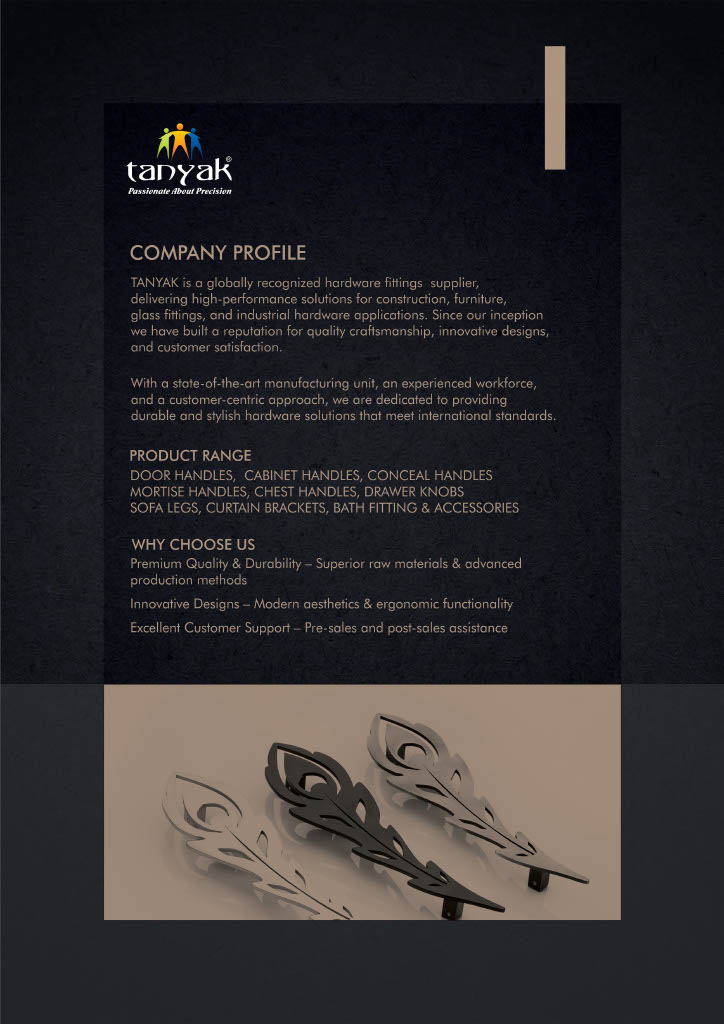 tanyak®
Passionate About Precision
COMPANY PROFILE
TANYAK is a globally recognized hardware fittings  supplier,
delivering high-performance solutions for construction, furniture,
glass fittings, and industrial hardware applications. Since our inception
we have built a reputation for quality craftsmanship, innovative designs,
and customer satisfaction.
With a state-of-the-art manufacturing unit, an experienced workforce,
and a customer-centric approach, we are dedicated to providing
durable and stylish hardware solutions that meet international standards.
PRODUCT RANGE
DOOR HANDLES,  CABINET HANDLES, CONCEAL HANDLES
MORTISE HANDLES, CHEST HANDLES, DRAWER KNOBS
SOFA LEGS, CURTAIN BRACKETS, BATH FITTING & ACCESSORIES
WHY CHOOSE US
Premium Quality & Durability – Superior raw materials & advanced
production methods
Innovative Designs – Modern aesthetics & ergonomic functionality
Excellent Customer Support – Pre-sales and post-sales assistance